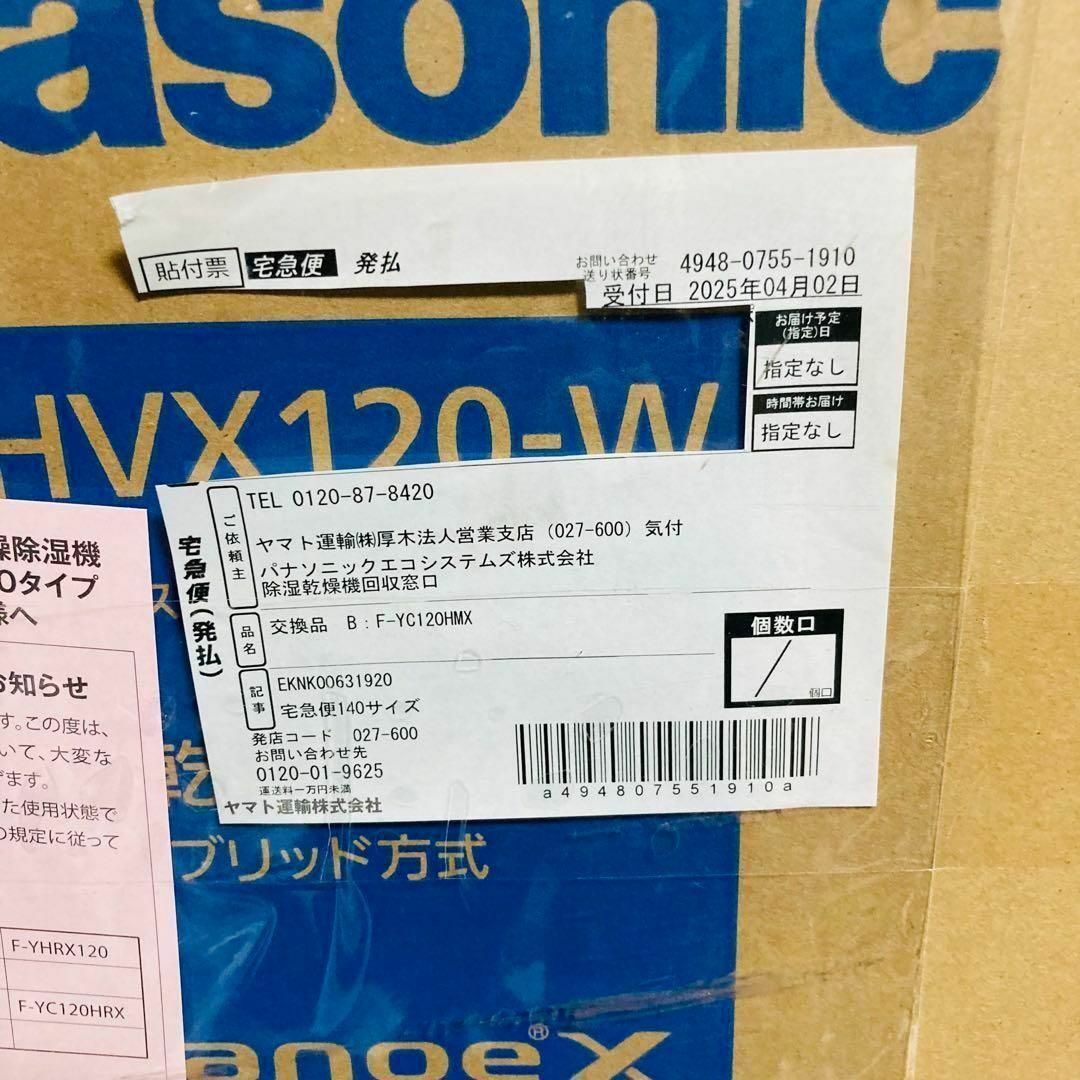 asonic
貼付票 宅急便 発払
お問い合わせ
送り状番号 4948-0755-1910
受付日 2025年04月02日
お届け予定
(指定)日
指定なし
時間帯お届け
指定なし
HVX120-W
宅急便(発払)
ご依頼主
TEL 0120-87-8420
ヤマト運輸㈱厚木法人営業支店 (027-600) 気付
パナソニックエコシステムズ株式会社
除湿乾燥機回収窓口
品名
交換品 B:F-YC120HMX
個数口
個口
記事
EKNK00631920
宅急便140サイズ
発店コード 027-600
お問い合わせ先
0120-01-9625
運送料一万円未満
ヤマト運輸株式会社
a494807551910a
燥除湿機
0タイプ
様へ
お知らせ
す。この度は、
いて、大変な
げます。
た使用状態で
の規定に従って
F-YHRX120
F-YC120HRX
ス
乾
ブリッド方式
anoeX®